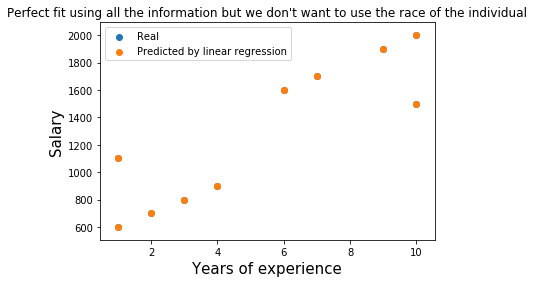 Perfect fit using all the information but we don't want to use the race of the individual
Real
Predicted by linear regression
2000
1800
1600
1400
1200
1000
800
600
Salary
2 4 6 8 10
Years of experience